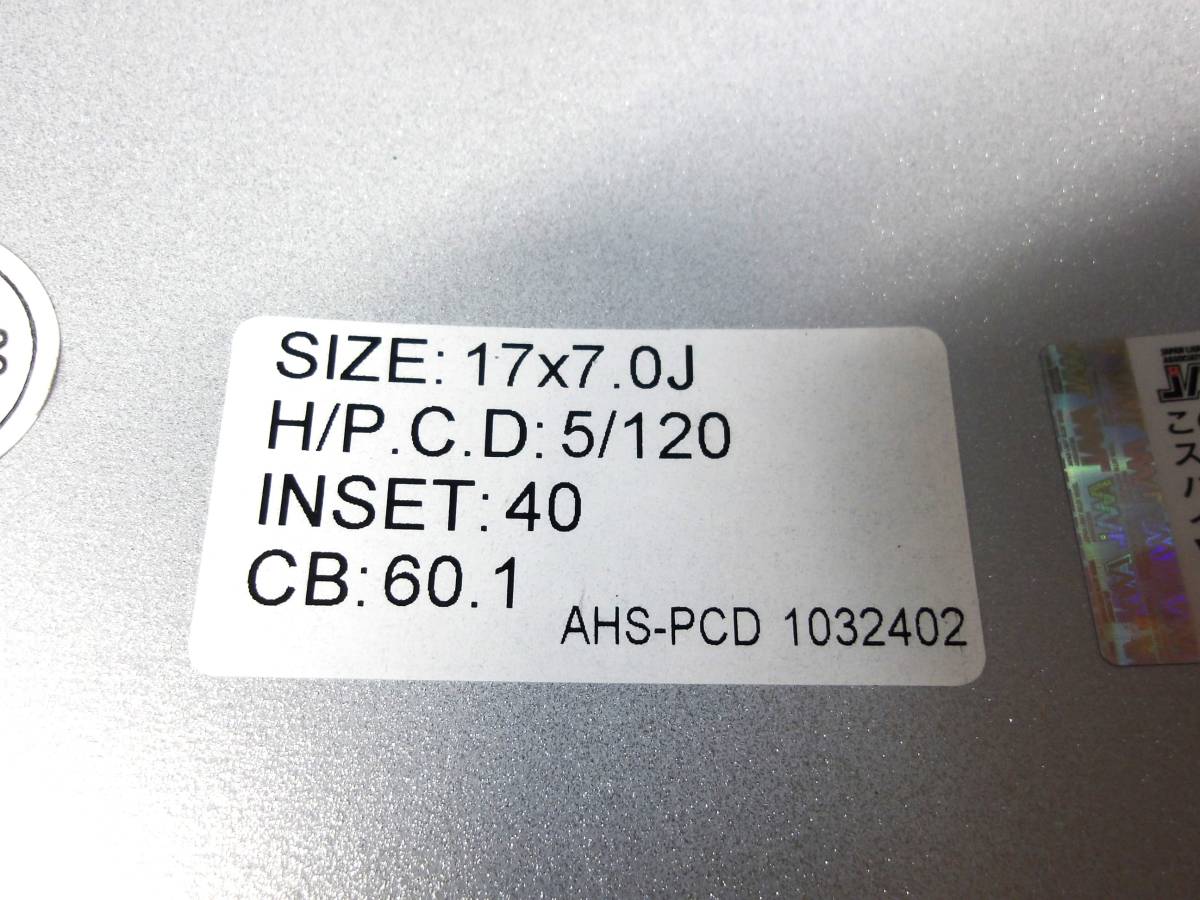 SIZE: 17x7.0J
H/P.C.D: 5/120
INSET: 40
CB: 60.1
AHS-PCD 1032402